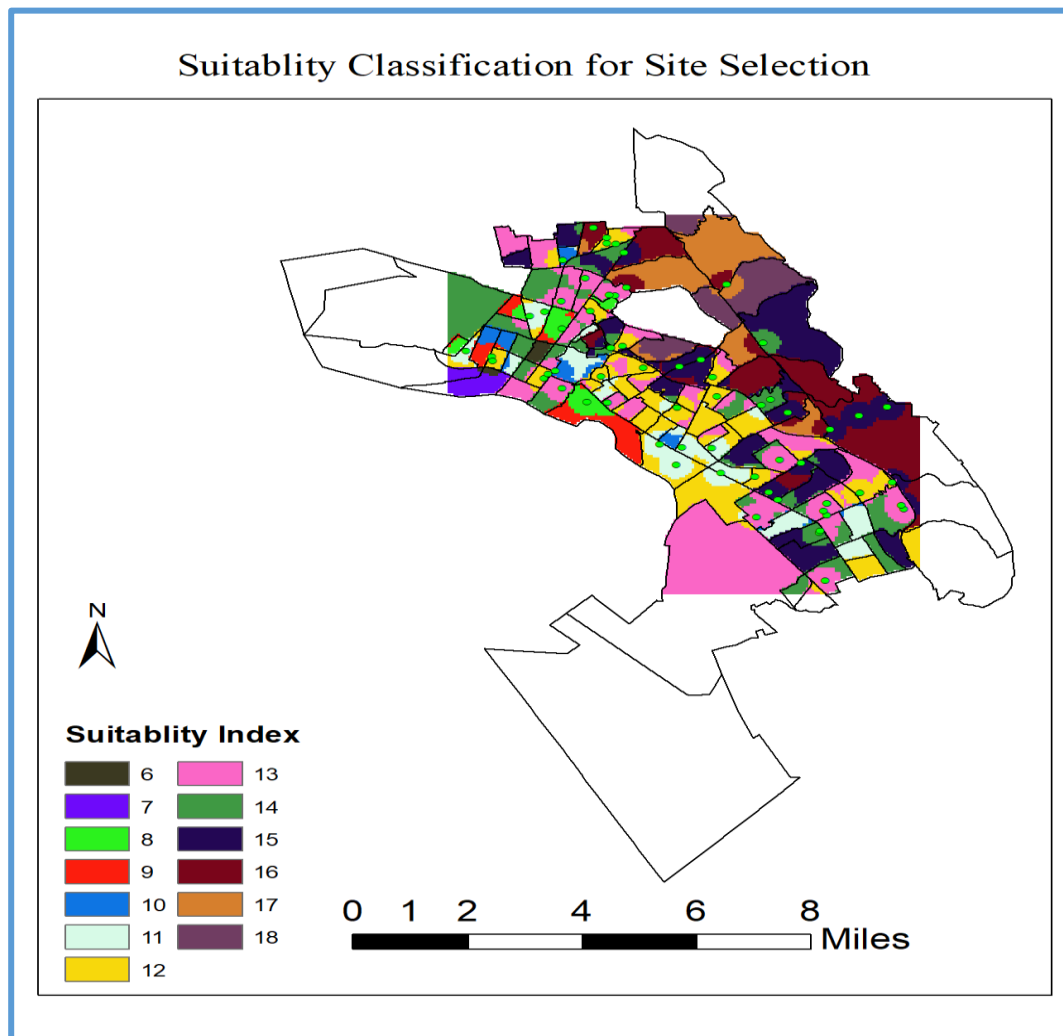 Suitablity Classification for Site Selection
N
Suitablity Index
6 13
7 14
8 15
9 16
10 17
11 18
12
0 1 2 4 6 8
Miles